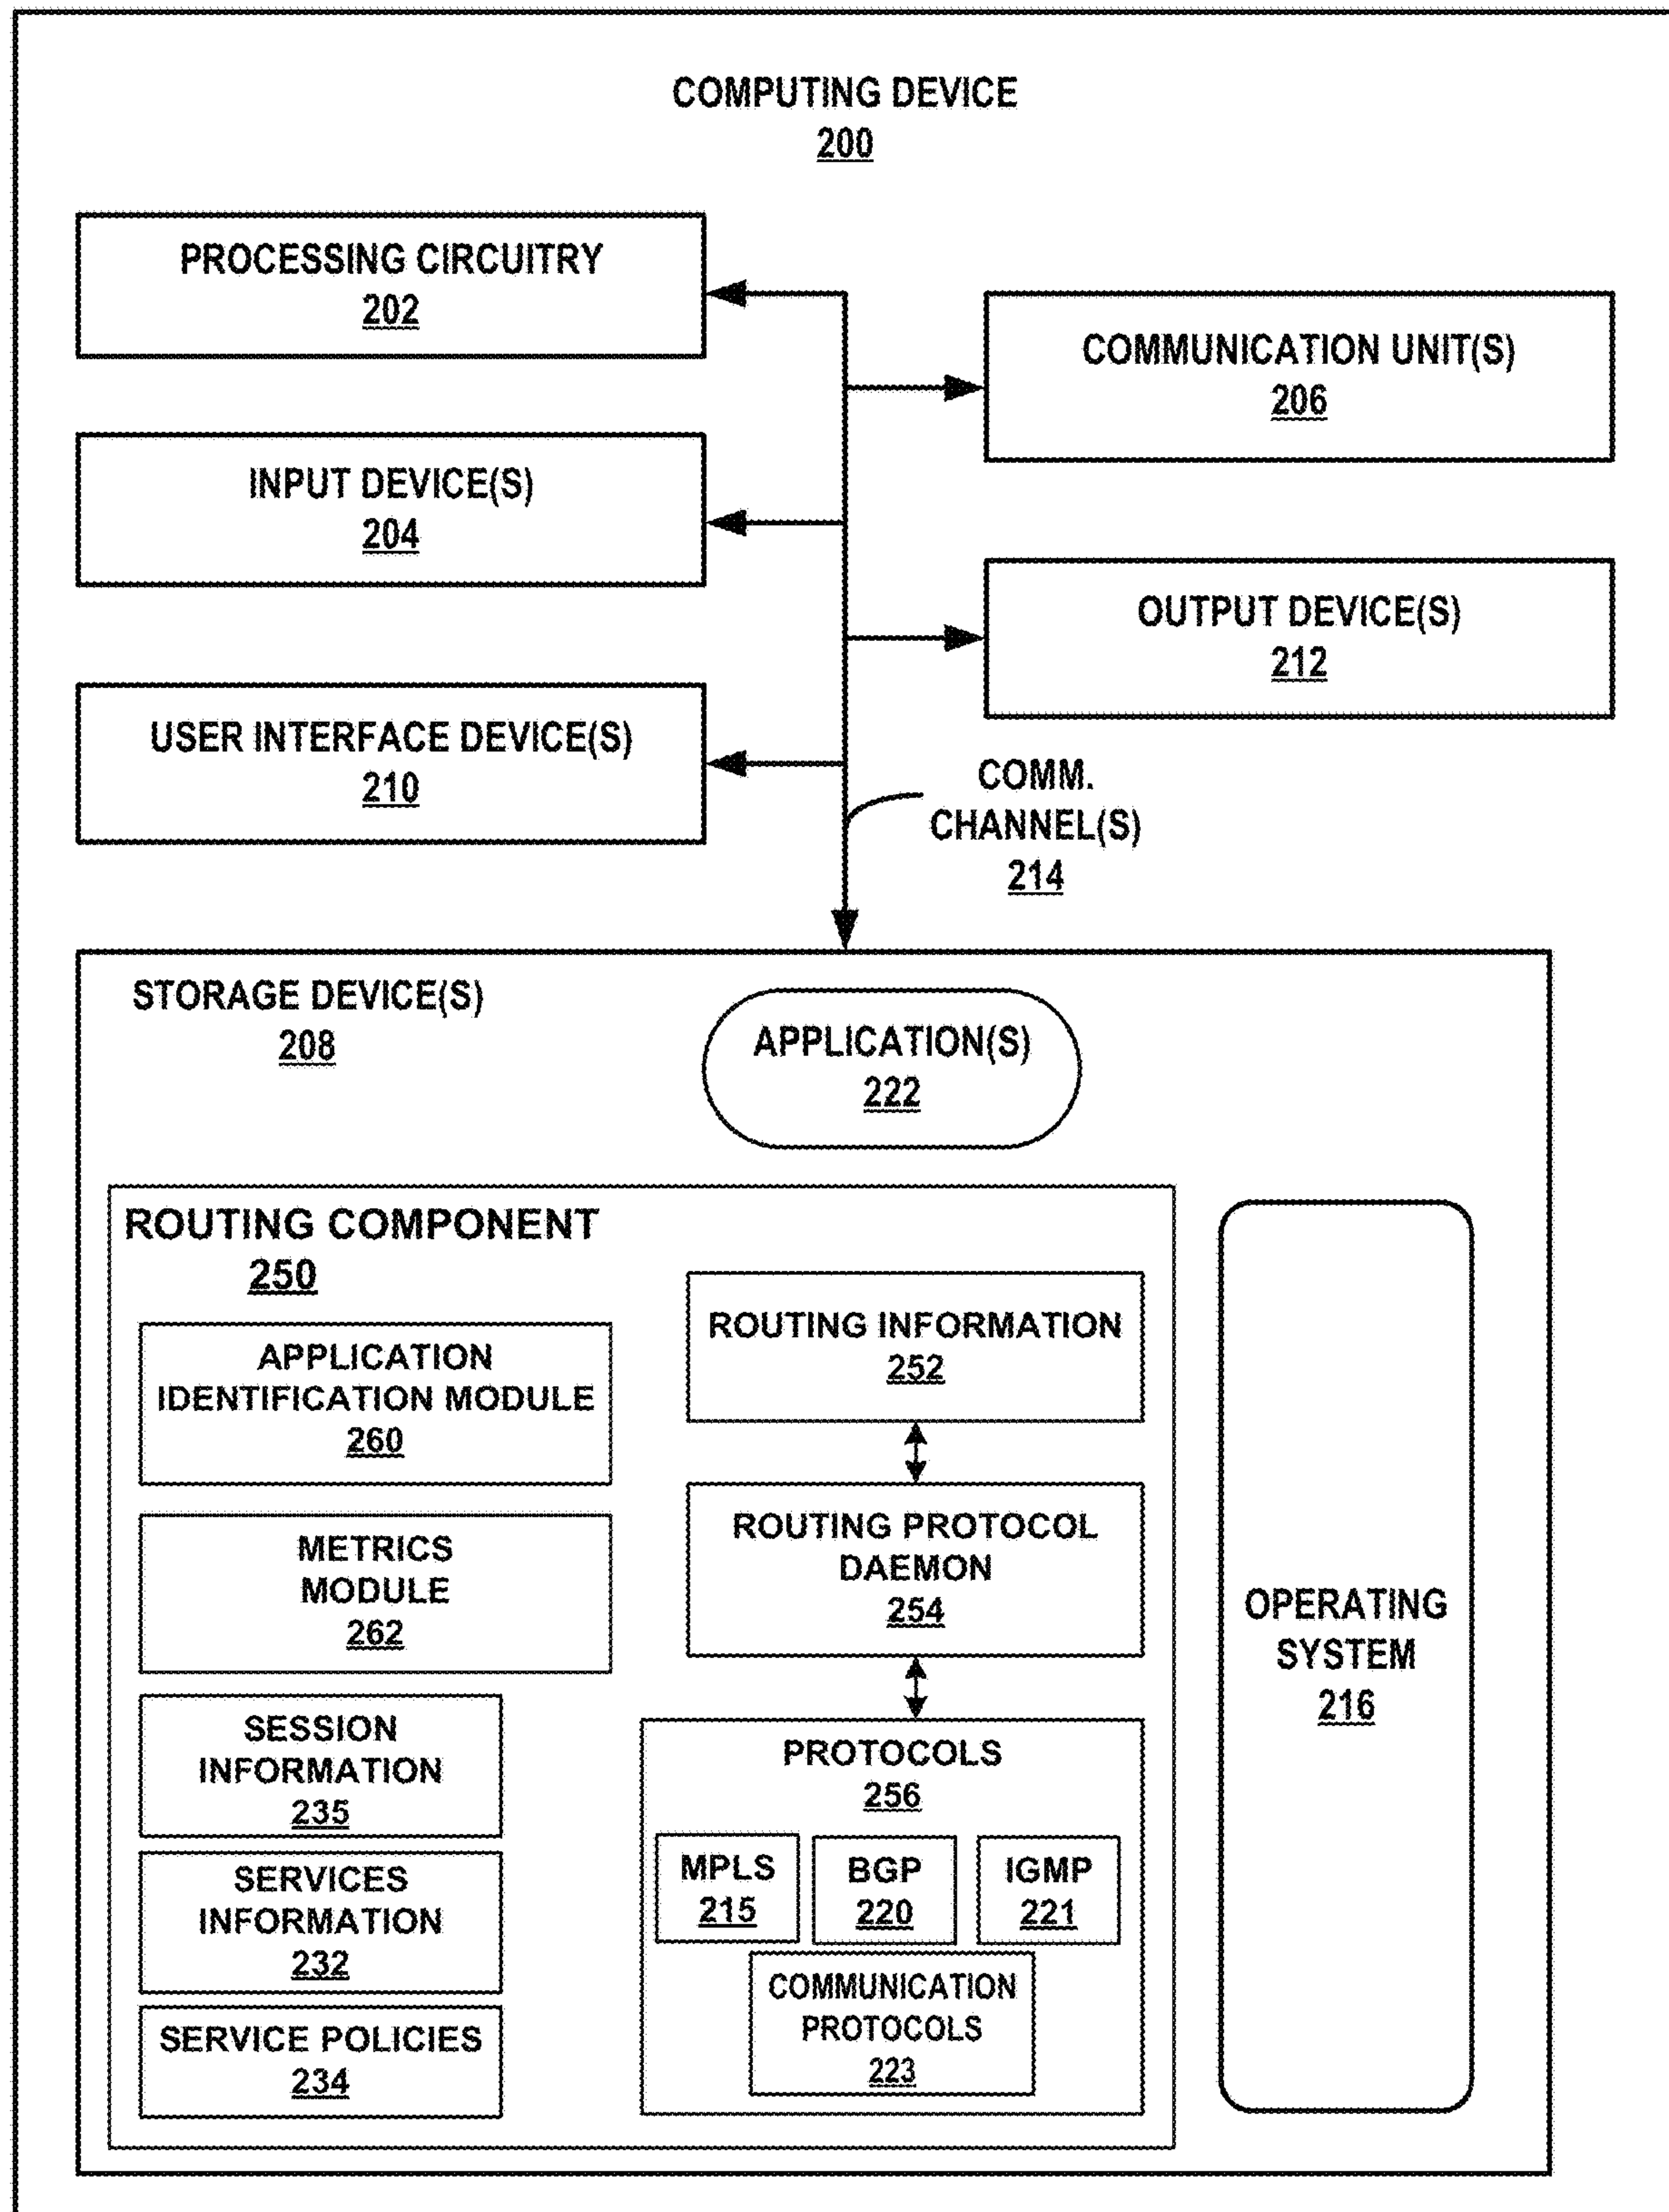 COMPUTING DEVICE
200
PROCESSING CIRCUITRY
202
COMMUNICATION UNIT(S)
206
INPUT DEVICE(S)
204
OUTPUT DEVICE(S)
212
USER INTERFACE DEVICE(S)
210
COMM.
CHANNEL(S)
214
STORAGE DEVICE(S)
208
APPLICATION(S)
222
ROUTING COMPONENT
250
APPLICATION
IDENTIFICATION MODULE
260
METRICS
MODULE
262
SESSION
INFORMATION
235
SERVICES
INFORMATION
232
SERVICE POLICIES
234
ROUTING INFORMATION
252
ROUTING PROTOCOL
DAEMON
254
PROTOCOLS
256
MPLS
215
BGP
220
IGMP
221
COMMUNICATION
PROTOCOLS
223
OPERATING
SYSTEM
216